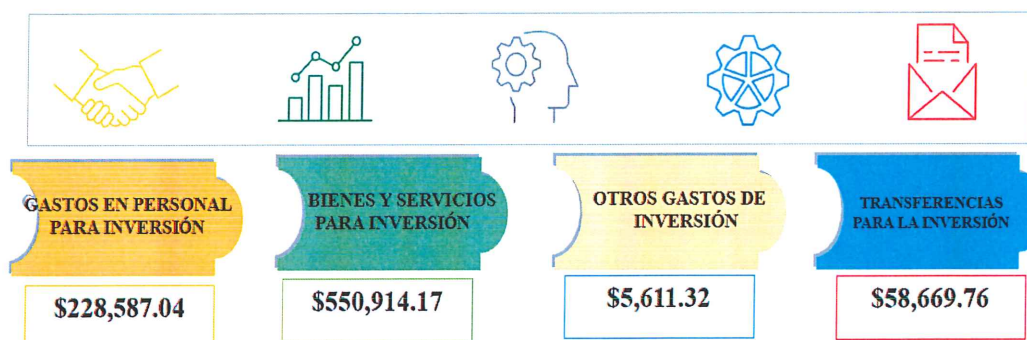 GASTOS EN PERSONAL
PARA INVERSIÓN
BIENES Y SERVICIOS
PARA INVERSIÓN
OTROS GASTOS DE
INVERSIÓN
TRANSFERENCIAS
PARA LA INVERSIÓN
$228,587.04
$550,914.17
$5,611.32
$58,669.76